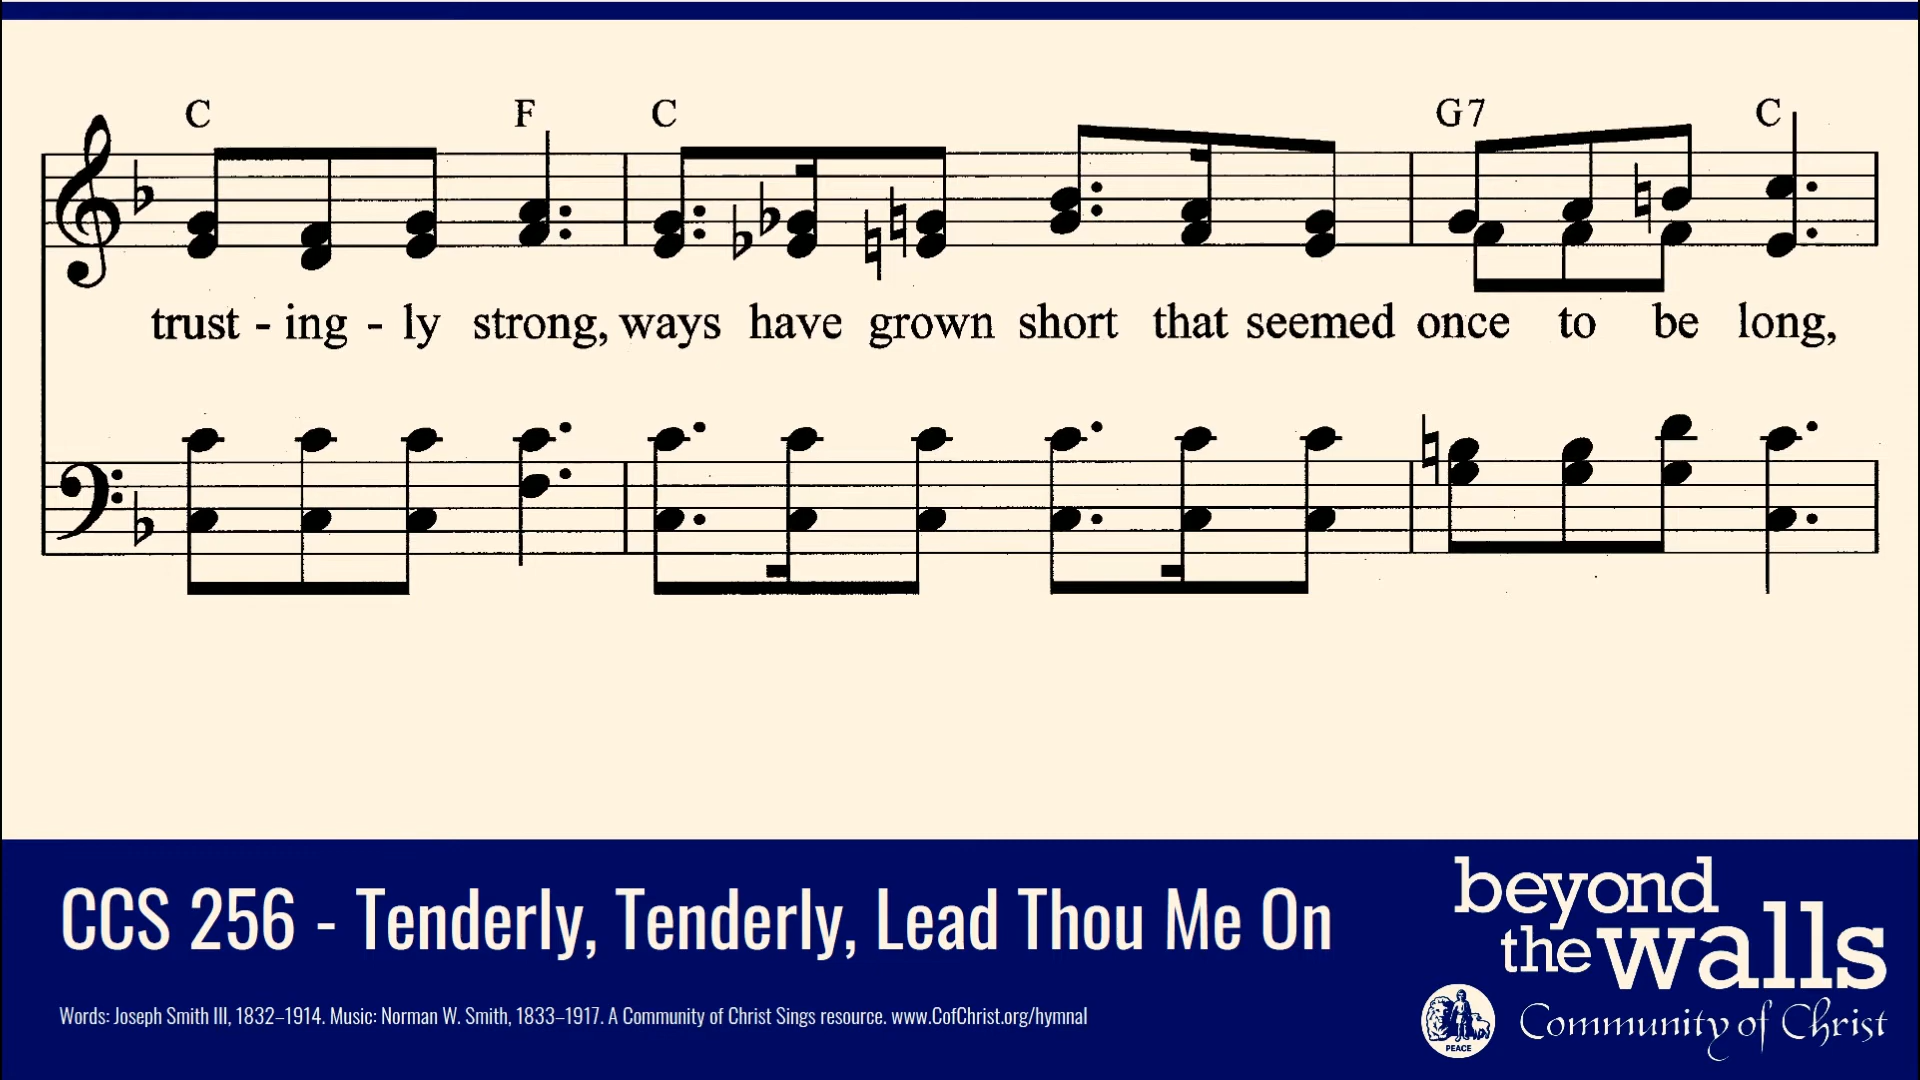 C F C G7 C
trust - ing - ly strong, ways have grown short that seemed once to be long,
CCS 256 - Tenderly, Tenderly, Lead Thou Me On
Words: Joseph Smith III, 1832–1914. Music: Norman W. Smith, 1833–1917. A Community of Christ Sings resource. www.CofChrist.org/hymnal
beyond
the walls
Community of Christ
PEACE